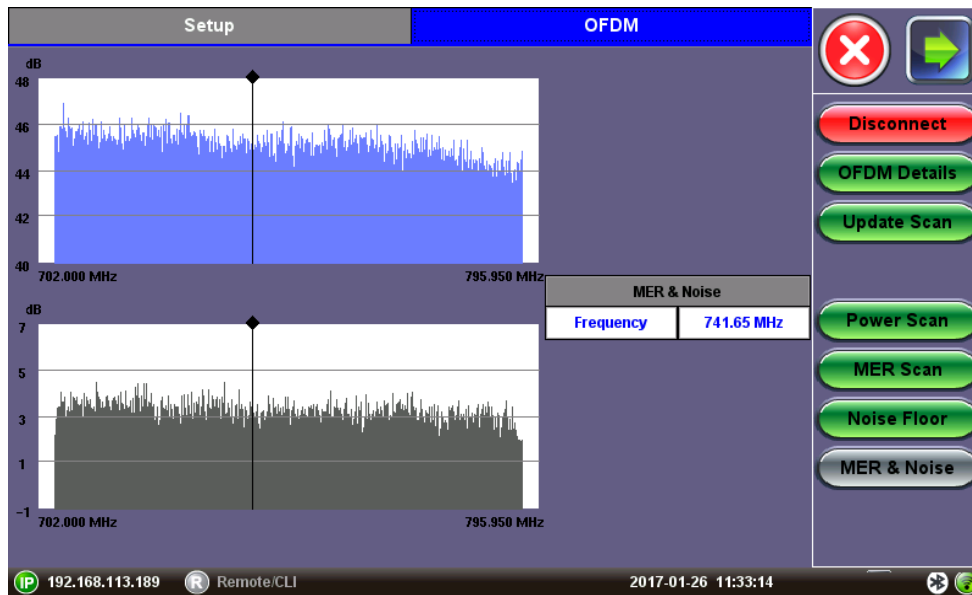 Setup
OFDM
dB
48
46
44
42
40
702.000 MHz
795.950 MHz
dB
7
5
3
1
-1
702.000 MHz
795.950 MHz
MER & Noise
Frequency
741.65 MHz
Disconnect
OFDM Details
Update Scan
Power Scan
MER Scan
Noise Floor
MER & Noise
IP 192.168.113.189
R Remote/CLI
2017-01-26 11:33:14